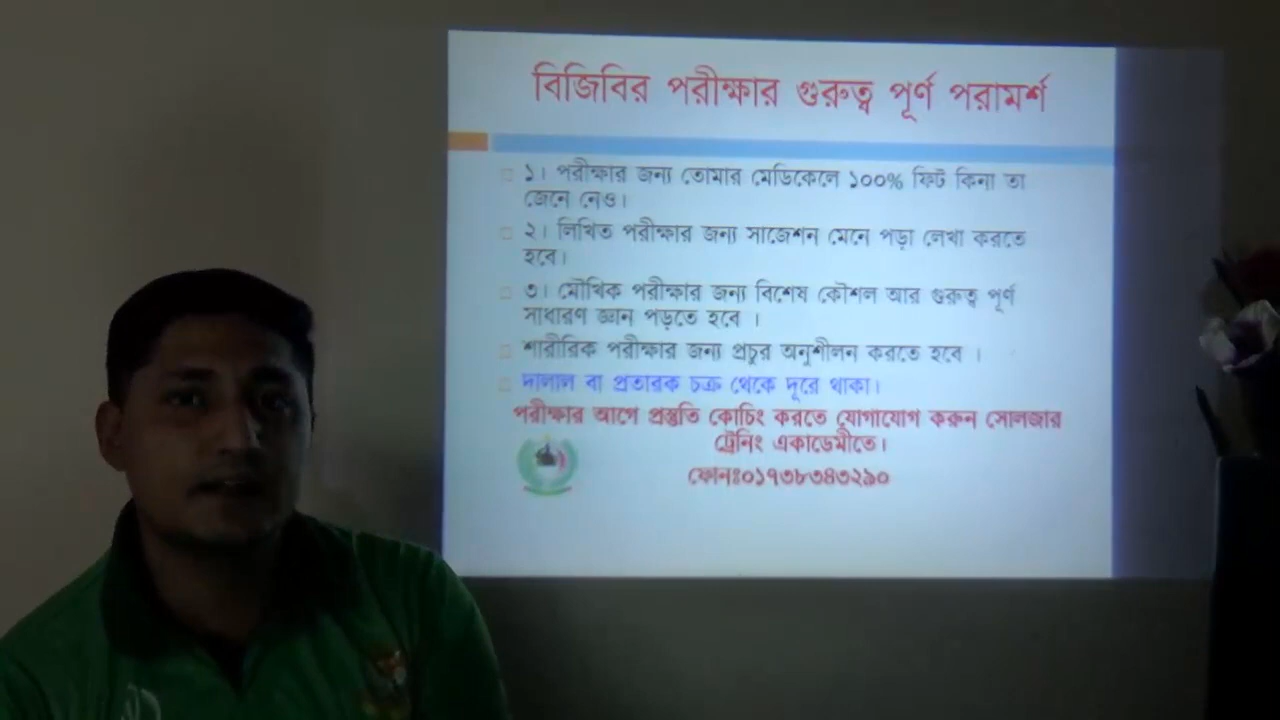 বিজিবির পরীক্ষার গুরুত্ব পূর্ণ পরামর্শ
১। পরীক্ষার জন্য তোমার মেডিকেলে ১০০% ফিট কিনা তা
জেনে নেও।
২। লিখিত পরীক্ষার জন্য সাজেশন মেনে পড়া লেখা করতে
হবে।
৩। মৌখিক পরীক্ষার জন্য বিশেষ কৌশল আর গুরুত্ব পূর্ণ
সাধারণ জ্ঞান পড়তে হবে ।
শারীরিক পরীক্ষার জন্য প্রচুর অনুশীলন করতে হবে ।
দালাল বা প্রতারক চক্র থেকে দূরে থাকা।
পরীক্ষার আগে প্রস্তুতি কোচিং করতে যোগাযোগ করুন সোলজার
ট্রেনিং একাডেমীতে।
ফোনঃ০১৭৩৮৩৪৩২৯০